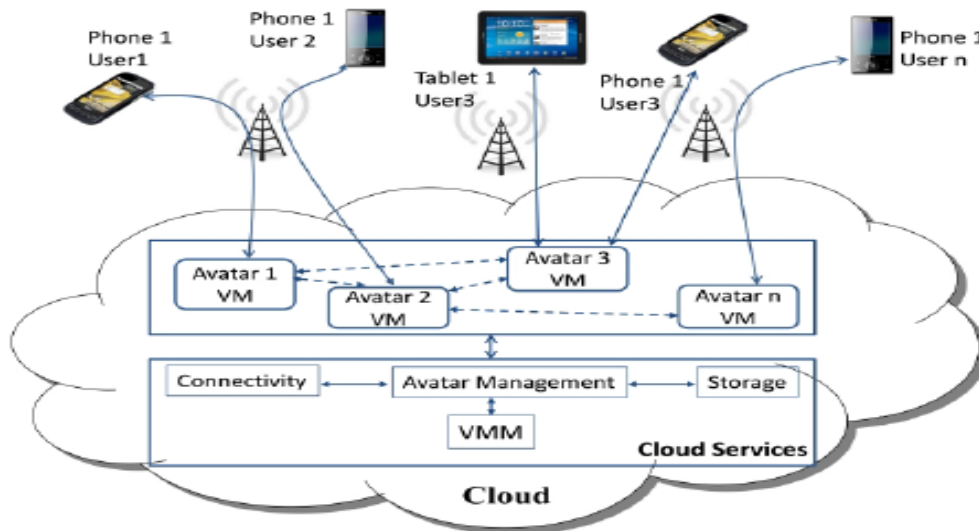 Phone 1
User1
Phone 1
User 2
Tablet 1
User3
Phone 1
User3
Phone 1
User n
Avatar 1
VM
Avatar 2
VM
Avatar 3
VM
Avatar n
VM
Connectivity
Avatar Management
Storage
VMM
Cloud Services
Cloud